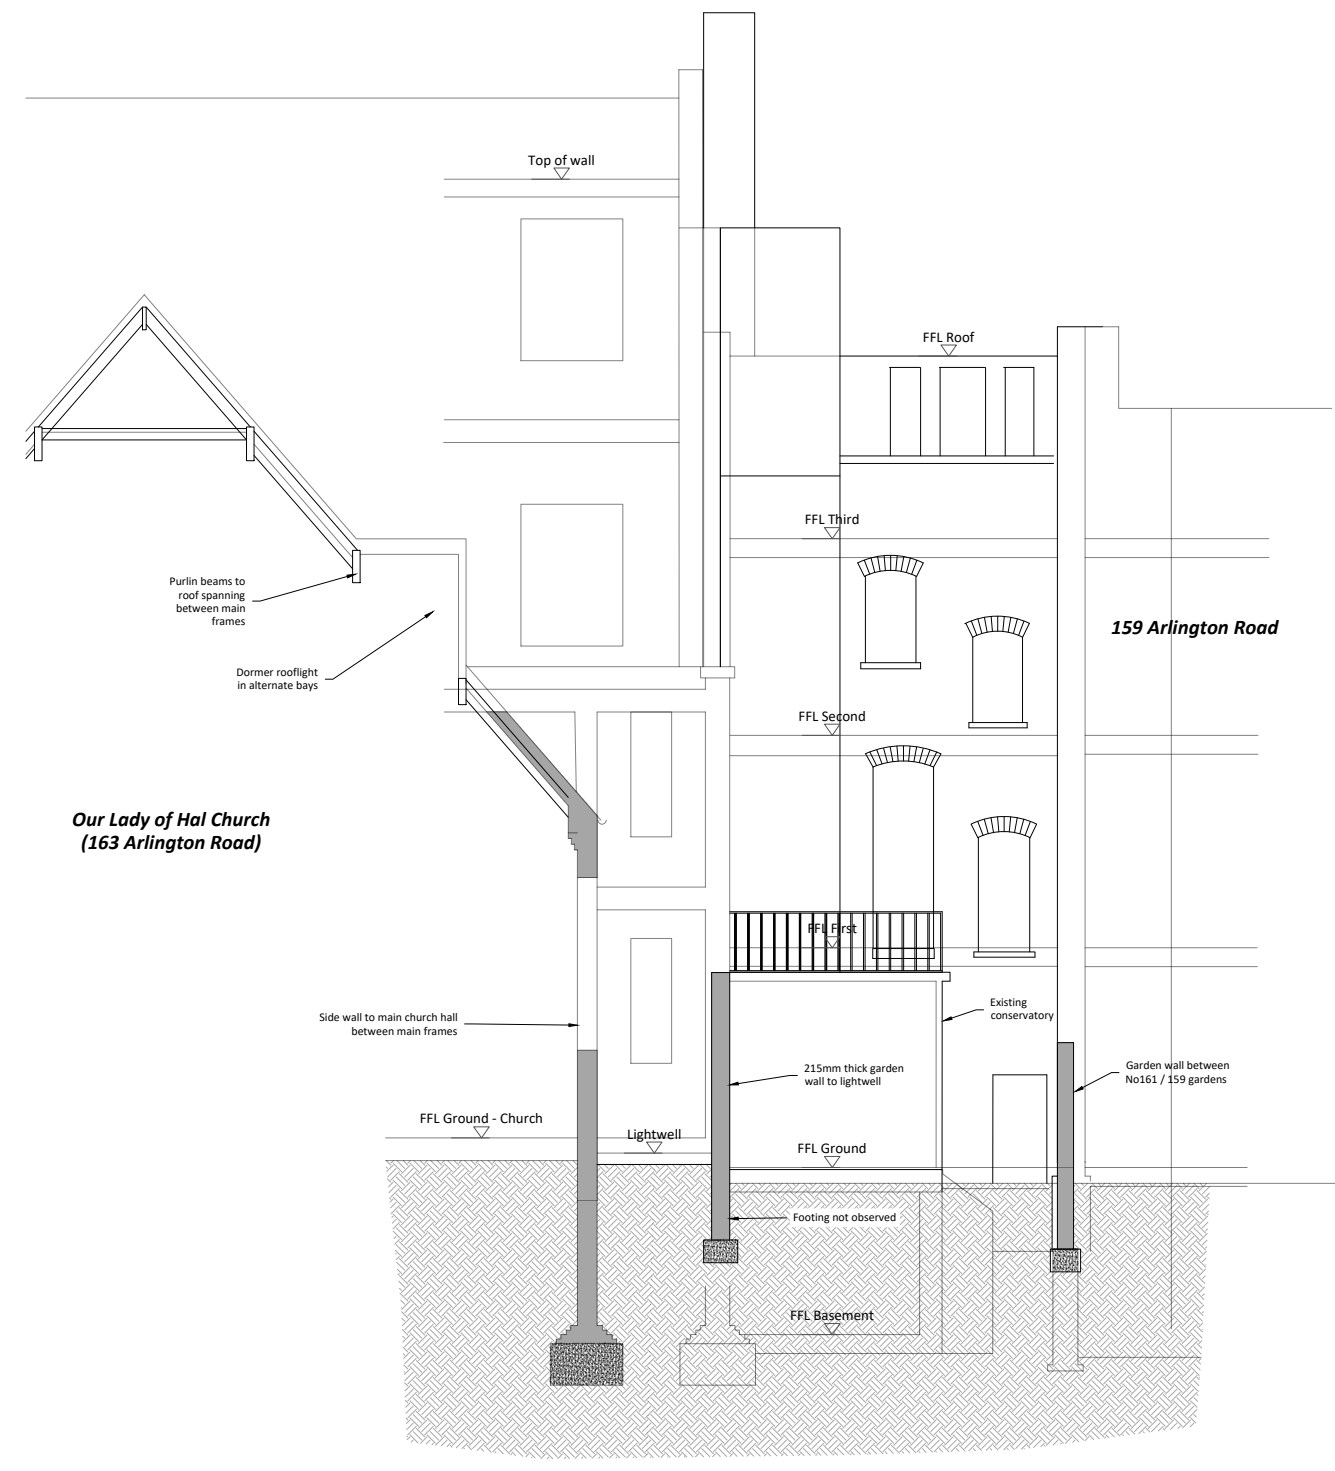 Top of wall
FFL Roof
FFL Third
Purlin beams to
roof spanning
between main
frames
159 Arlington Road
Dormer rooflight
in alternate bays
FFL Second
Our Lady of Hal Church
(163 Arlington Road)
FFL First
Existing
conservatory
Side wall to main church hall
between main frames
215mm thick garden
wall to lightwell
Garden wall between
No161 / 159 gardens
FFL Ground - Church
Lightwell
FFL Ground
Footing not observed
FFL Basement